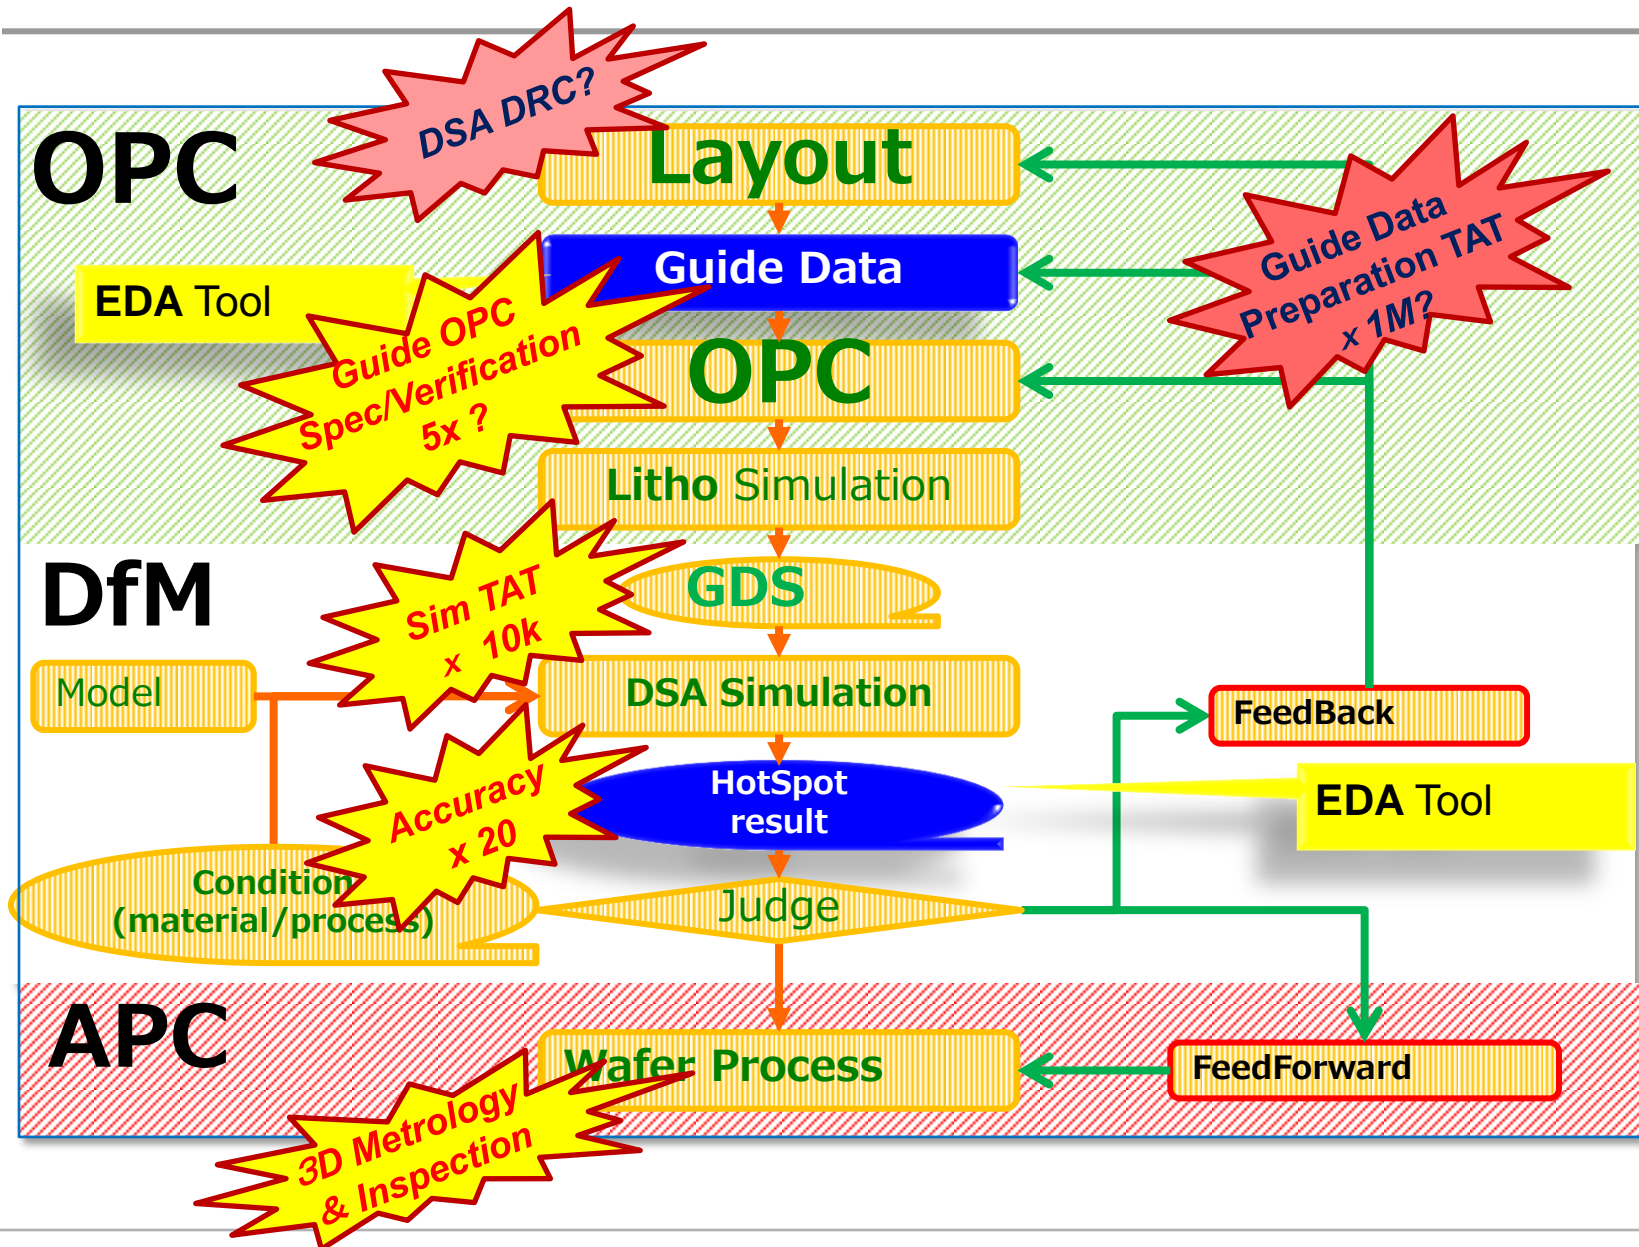 DSA DRC?
OPC
Layout
Guide Data
Guide Data
Preparation TAT
x 1M?
EDA Tool
Guide OPC
Spec/Verification
5x ?
OPC
Litho Simulation
DfM
GDS
Sim TAT
x 10k
Model
DSA Simulation
FeedBack
Accuracy
x 20
HotSpot
result
EDA Tool
Condition
(material/process)
Judge
APC
Wafer Process
FeedForward
3D Metrology
& Inspection